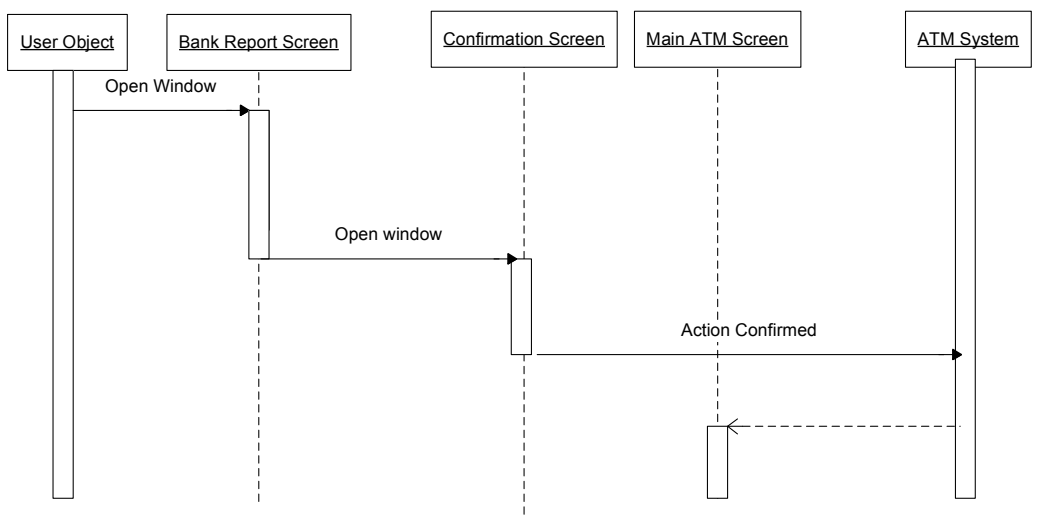 User Object
Bank Report Screen
Confirmation Screen
Main ATM Screen
ATM System
Open Window
Open window
Action Confirmed